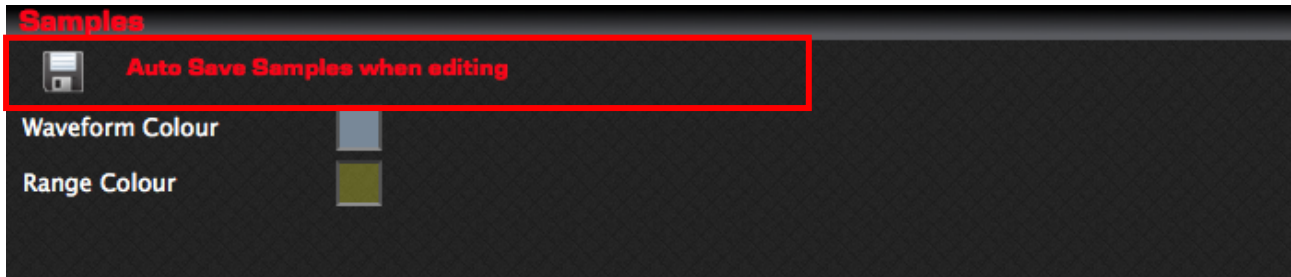 Samples
Auto Save Samples when editing
Waveform Colour
Range Colour